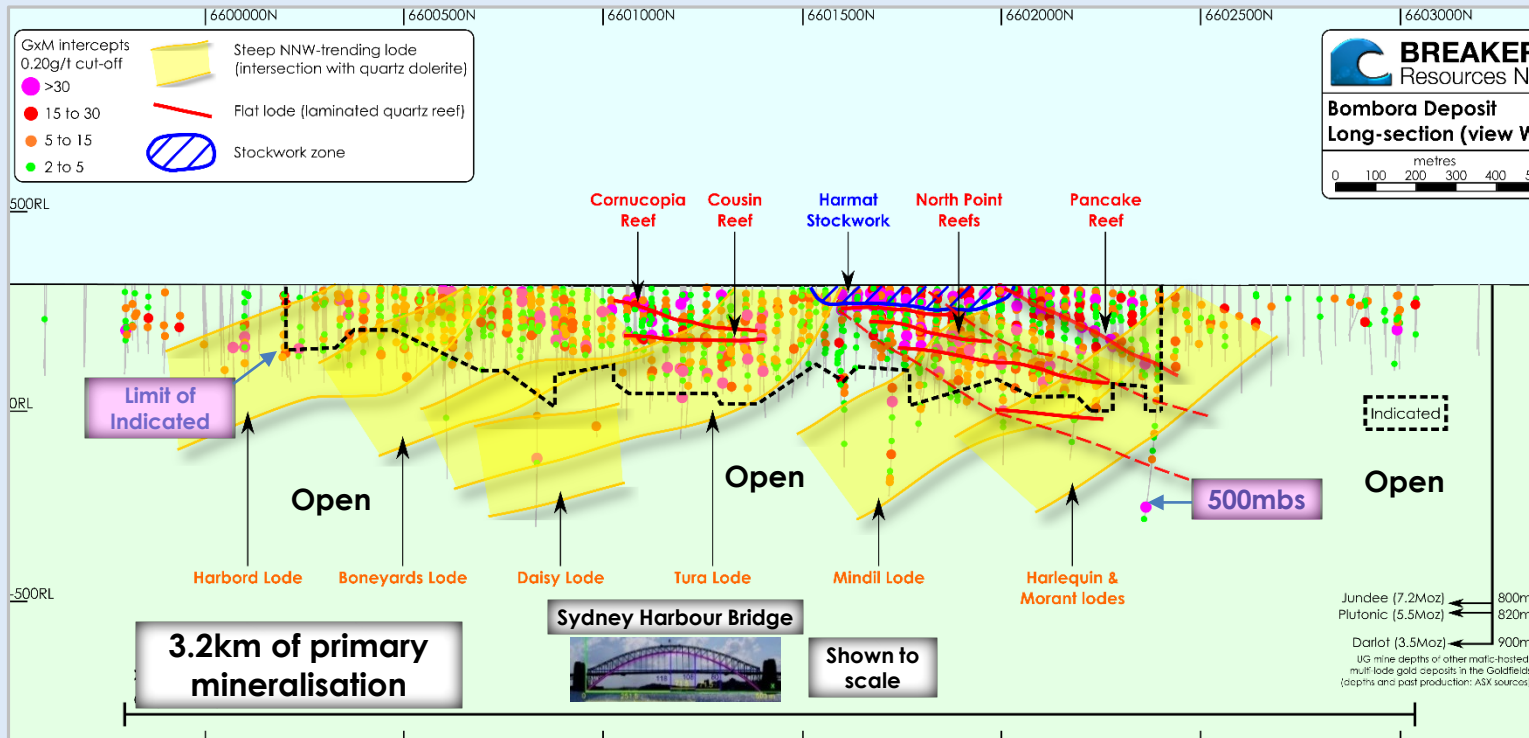 6600000N
6600500N
6601000N
6601500N
6602000N
6602500N
6603000N
GxM intercepts
0.20g/t cut-off
>30
15 to 30
5 to 15
2 to 5
Steep NNW-trending lode
(intersection with quartz dolerite)
Flat lode (laminated quartz reef)
Stockwork zone
BREAKER
Resources N
Bombora Deposit
Long-section (view W
metres
0 100 200 300 400 5
500RL
Cornucopia
Reef
Cousin
Reef
Harmat
Stockwork
North Point
Reefs
Pancake
Reef
Limit of
Indicated
0RL
Indicated
Open
Open
Open
500mbs
Harbord Lode
Boneyards Lode
Daisy Lode
Tura Lode
Mindil Lode
Harlequin &
Morant lodes
-500RL
Jundee (7.2Moz)
800m
Plutonic (5.5Moz)
820m
Darlot (3.5Moz)
900m
UG mine depths of other mafic-hosted
multi-lode gold deposits in the Goldfields
(depths and past production: ASX sources
3.2km of primary
mineralisation
Sydney Harbour Bridge
Shown to
scale